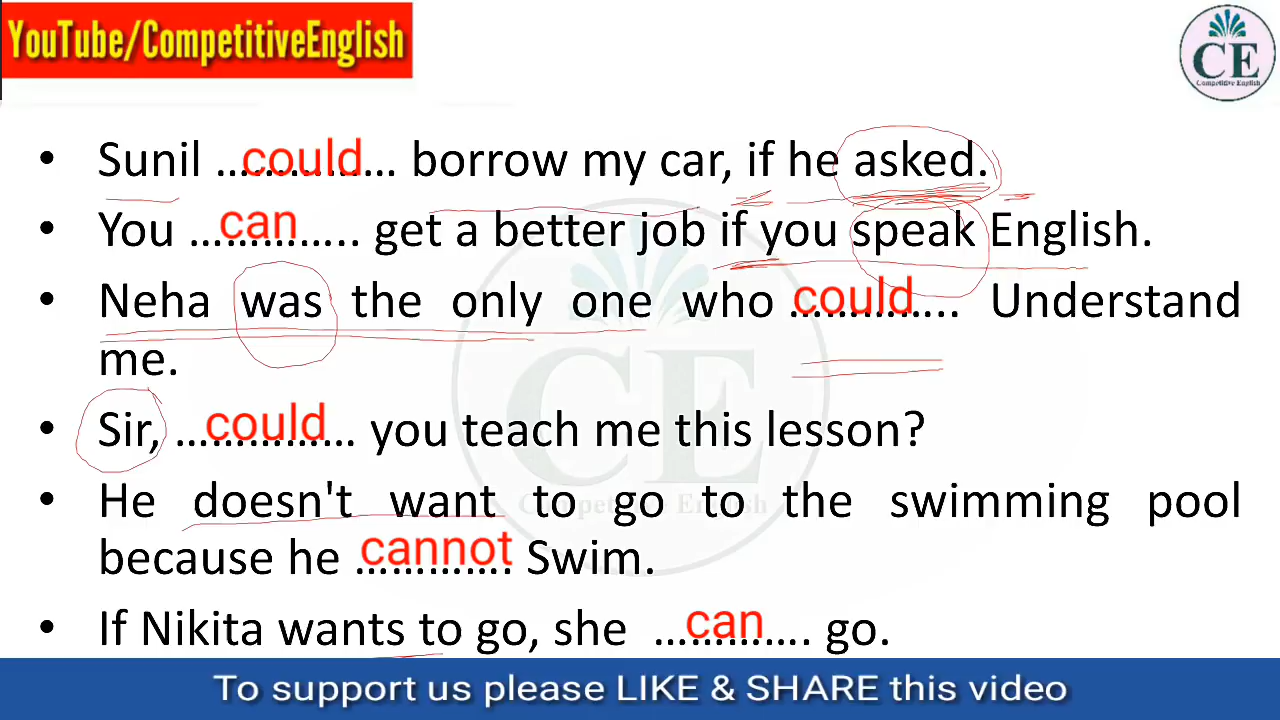 YouTube/CompetitiveEnglish
CE
Competitive English
• Sunil ......could......... borrow my car, if he asked.
• You ....can........ get a better job if you speak English.
• Neha was the only one who ..could....... Understand
me.
• Sir, ....could....... you teach me this lesson?
• He doesn't want to go to the swimming pool
because he ..cannot.. Swim.
• If Nikita wants to go, she ....can...... go.
CE
Competitive English
To support us please LIKE & SHARE this video